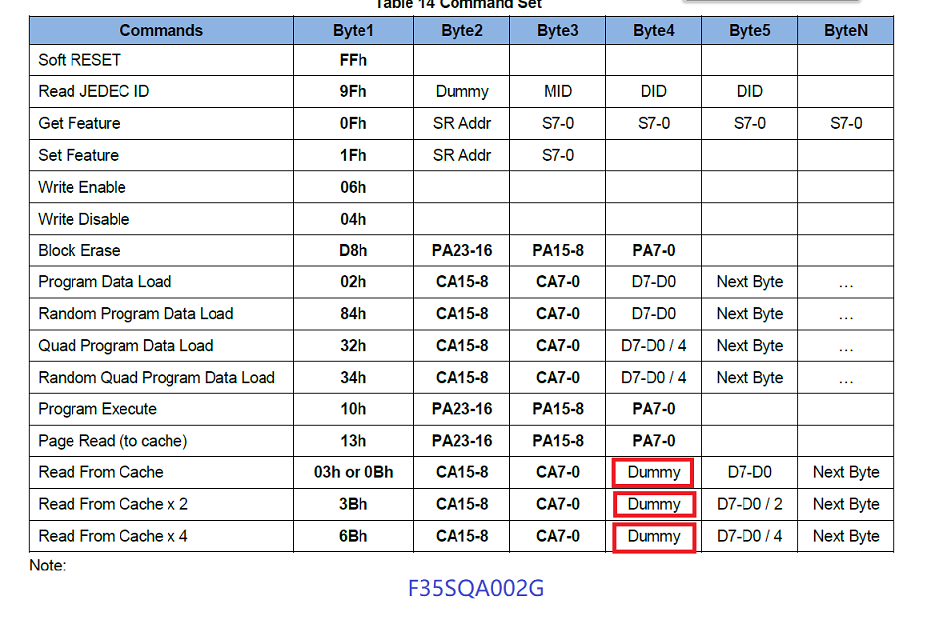 Table 14 Command Set
Commands Byte1 Byte2 Byte3 Byte4 Byte5 ByteN
Soft RESET FFh
Read JEDEC ID 9Fh Dummy MID DID DID
Get Feature 0Fh SR Addr S7-0 S7-0 S7-0 S7-0
Set Feature 1Fh SR Addr S7-0
Write Enable 06h
Write Disable 04h
Block Erase D8h PA23-16 PA15-8 PA7-0
Program Data Load 02h CA15-8 CA7-0 D7-D0 Next Byte …
Random Program Data Load 84h CA15-8 CA7-0 D7-D0 Next Byte …
Quad Program Data Load 32h CA15-8 CA7-0 D7-D0 / 4 Next Byte …
Random Quad Program Data Load 34h CA15-8 CA7-0 D7-D0 / 4 Next Byte …
Program Execute 10h PA23-16 PA15-8 PA7-0
Page Read (to cache) 13h PA23-16 PA15-8 PA7-0
Read From Cache 03h or 0Bh CA15-8 CA7-0 Dummy D7-D0 Next Byte
Read From Cache x 2 3Bh CA15-8 CA7-0 Dummy D7-D0 / 2 Next Byte
Read From Cache x 4 6Bh CA15-8 CA7-0 Dummy D7-D0 / 4 Next Byte
Note:
F35SQA002G